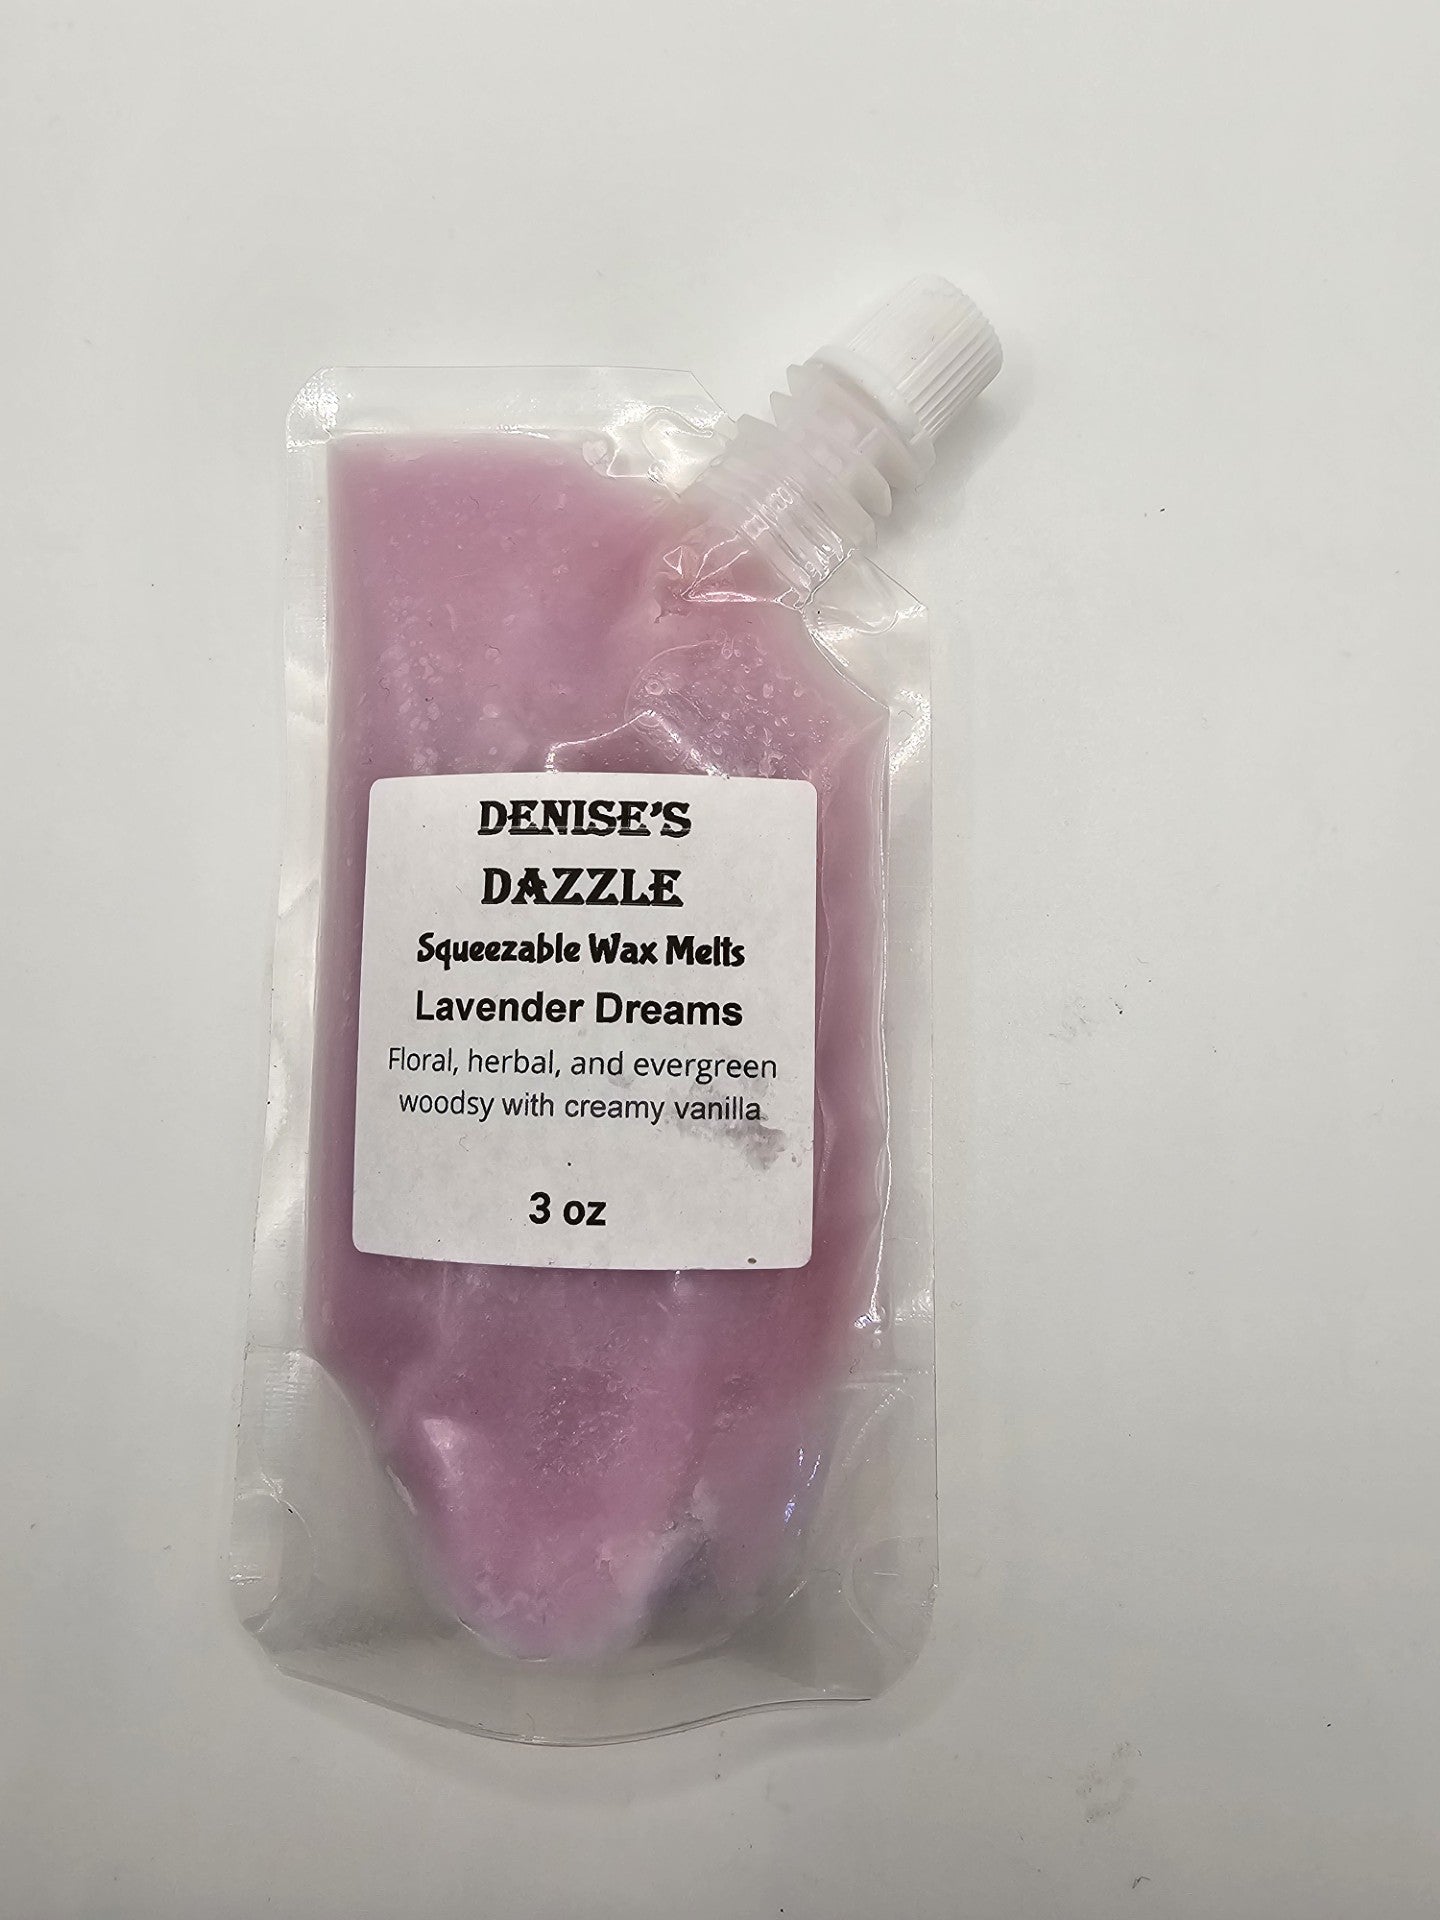 DENISE'S
DAZZLE
Squeezable Wax Melts
Lavender Dreams
Floral, herbal, and evergreen
woodsy with creamy vanilla
3 oz